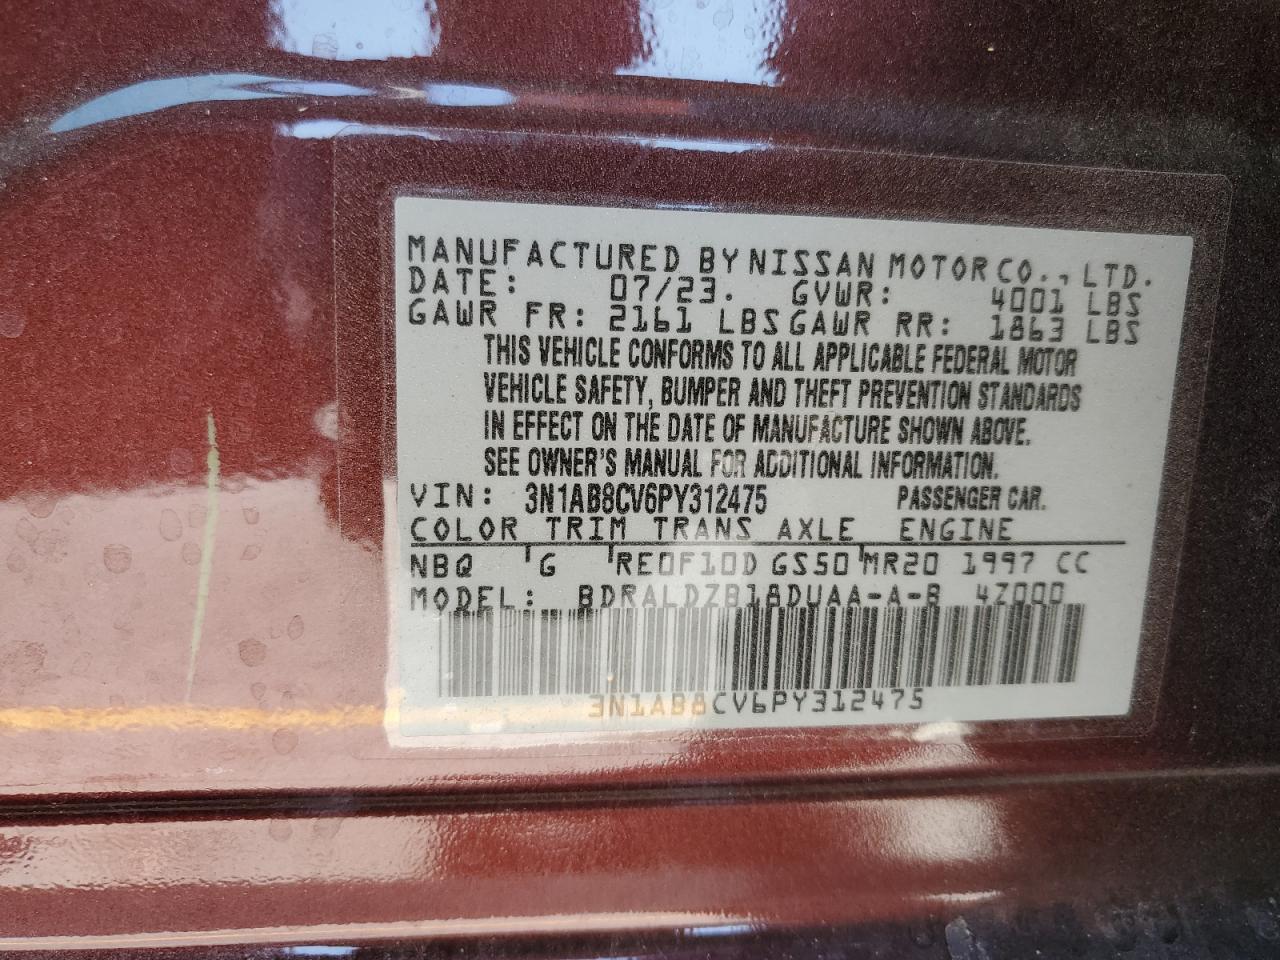 MANUFACTURED BY NISSAN MOTOR CO., LTD.
DATE: 07/23. GVWR: 4001 LBS
GAWR FR: 2161 LBS GAWR RR: 1863 LBS
THIS VEHICLE CONFORMS TO ALL APPLICABLE FEDERAL MOTOR
VEHICLE SAFETY, BUMPER AND THEFT PREVENTION STANDARDS
IN EFFECT ON THE DATE OF MANUFACTURE SHOWN ABOVE.
SEE OWNER'S MANUAL FOR ADDITIONAL INFORMATION.
VIN: 3N1AB8CV6PY312475 PASSENGER CAR.
COLOR TRIM TRANS AXLE ENGINE
NBQ G RE0F10D GS50 MR20 1997 CC
MODEL: BDRALDZB18DUAA-A-B 4Z000
3N1AB8CV6PY312475